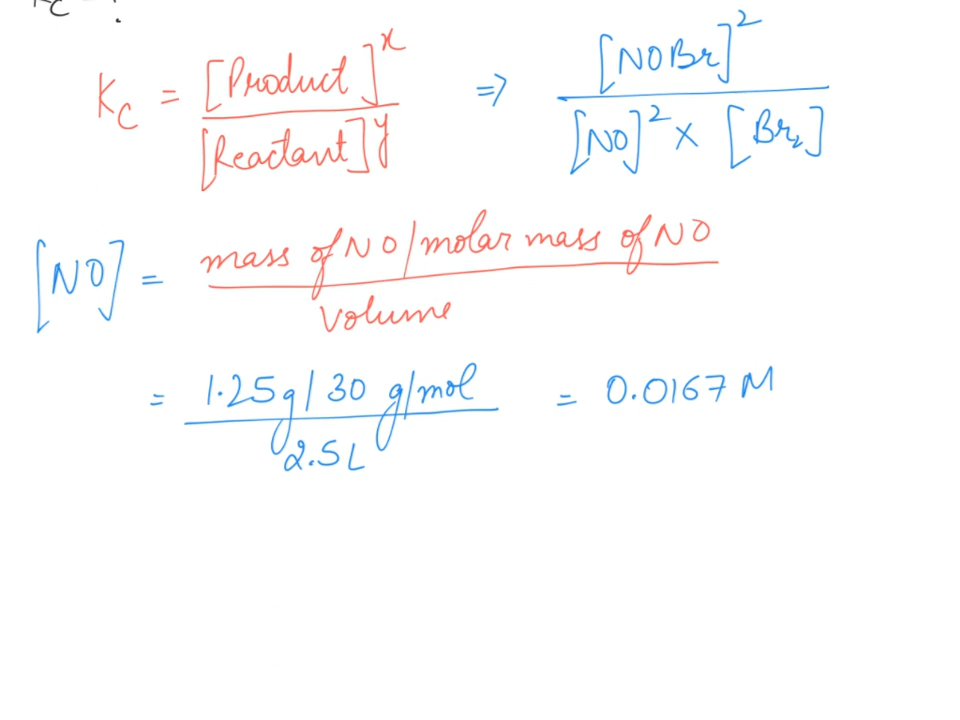 Kc = [Product]^x / [Reactant]^y => [NOBr]^2 / [NO]^2 x [Br2]
[NO] = mass of NO/molar mass of NO / Volume
= 1.25g/30 g/mol / 2.5L = 0.0167 M